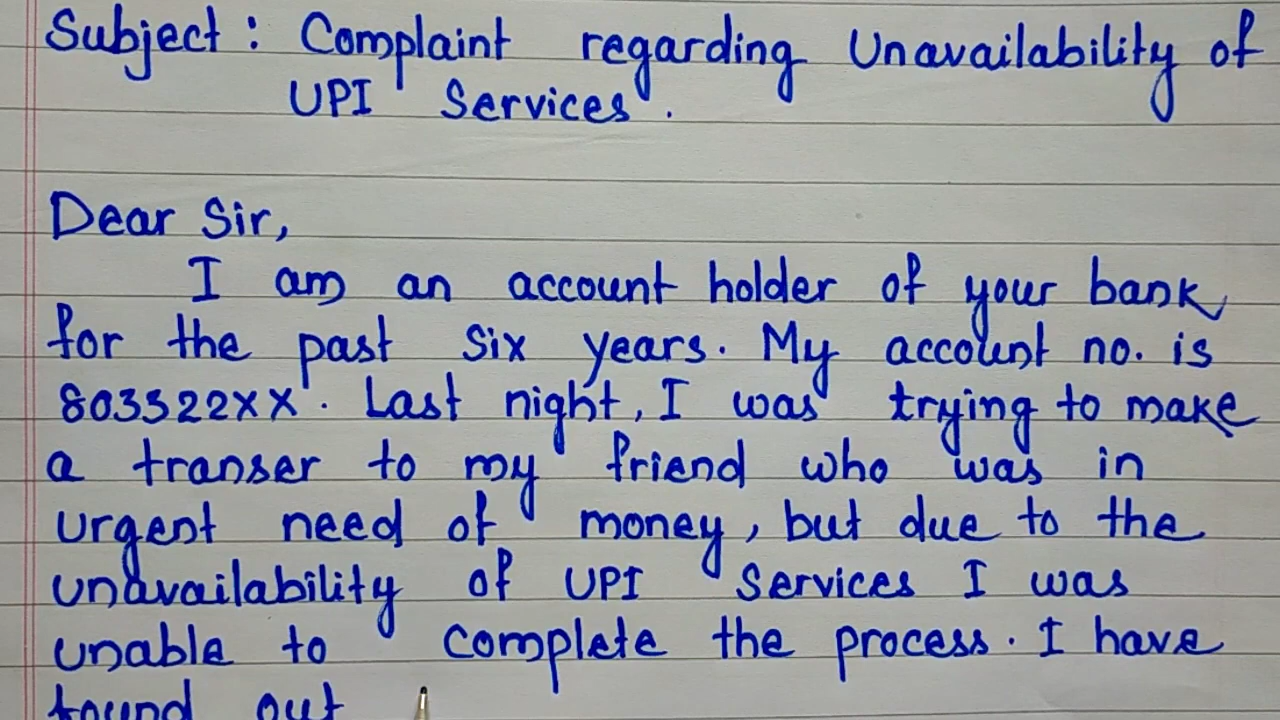 Subject : Complaint regarding Unavailability of
UPI Services .
Dear Sir,
I am an account holder of your bank,
for the past six years. My account no. is
803522XX . Last night, I was trying to make
a transer to my friend who was in
urgent need of money, but due to the
unavailability of UPI Services I was
unable to complete the process. I have
found out